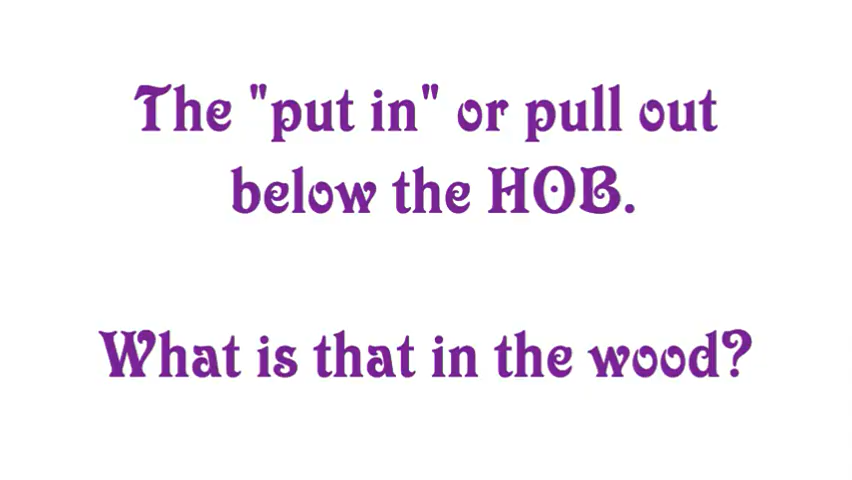 The "put in" or pull out
below the HOB.
What is that in the wood?